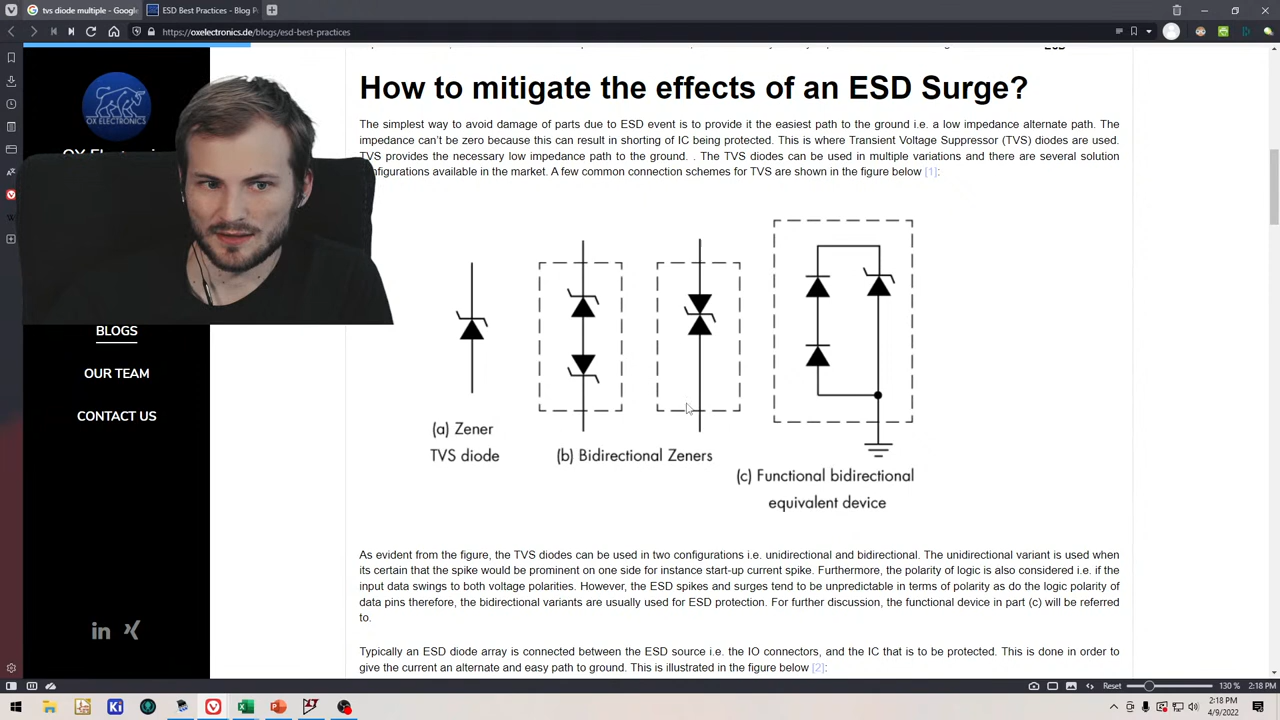 tvs diode multiple - Google
ESD Best Practices - Blog P
https://oxelectronics.de/blogs/esd-best-practices
OX ELECTRONICS
BLOGS
OUR TEAM
CONTACT US
How to mitigate the effects of an ESD Surge?
The simplest way to avoid damage of parts due to ESD event is to provide it the easiest path to the ground i.e. a low impedance alternate path. The
impedance can't be zero because this can result in shorting of IC being protected. This is where Transient Voltage Suppressor (TVS) diodes are used.
TVS provides the necessary low impedance path to the ground. . The TVS diodes can be used in multiple variations and there are several solution
configurations available in the market. A few common connection schemes for TVS are shown in the figure below [1]:
(a) Zener
TVS diode
(b) Bidirectional Zeners
(c) Functional bidirectional
equivalent device
As evident from the figure, the TVS diodes can be used in two configurations i.e. unidirectional and bidirectional. The unidirectional variant is used when
its certain that the spike would be prominent on one side for instance start-up current spike. Furthermore, the polarity of logic is also considered i.e. if the
input data swings to both voltage polarities. However, the ESD spikes and surges tend to be unpredictable in terms of polarity as do the logic polarity of
data pins therefore, the bidirectional variants are usually used for ESD protection. For further discussion, the functional device in part (c) will be referred
to.
Typically an ESD diode array is connected between the ESD source i.e. the IO connectors, and the IC that is to be protected. This is done in order to
give the current an alternate and easy path to ground. This is illustrated in the figure below [2]:
Reset
130 %
2:18 PM
Ki
2:18 PM
4/9/2022